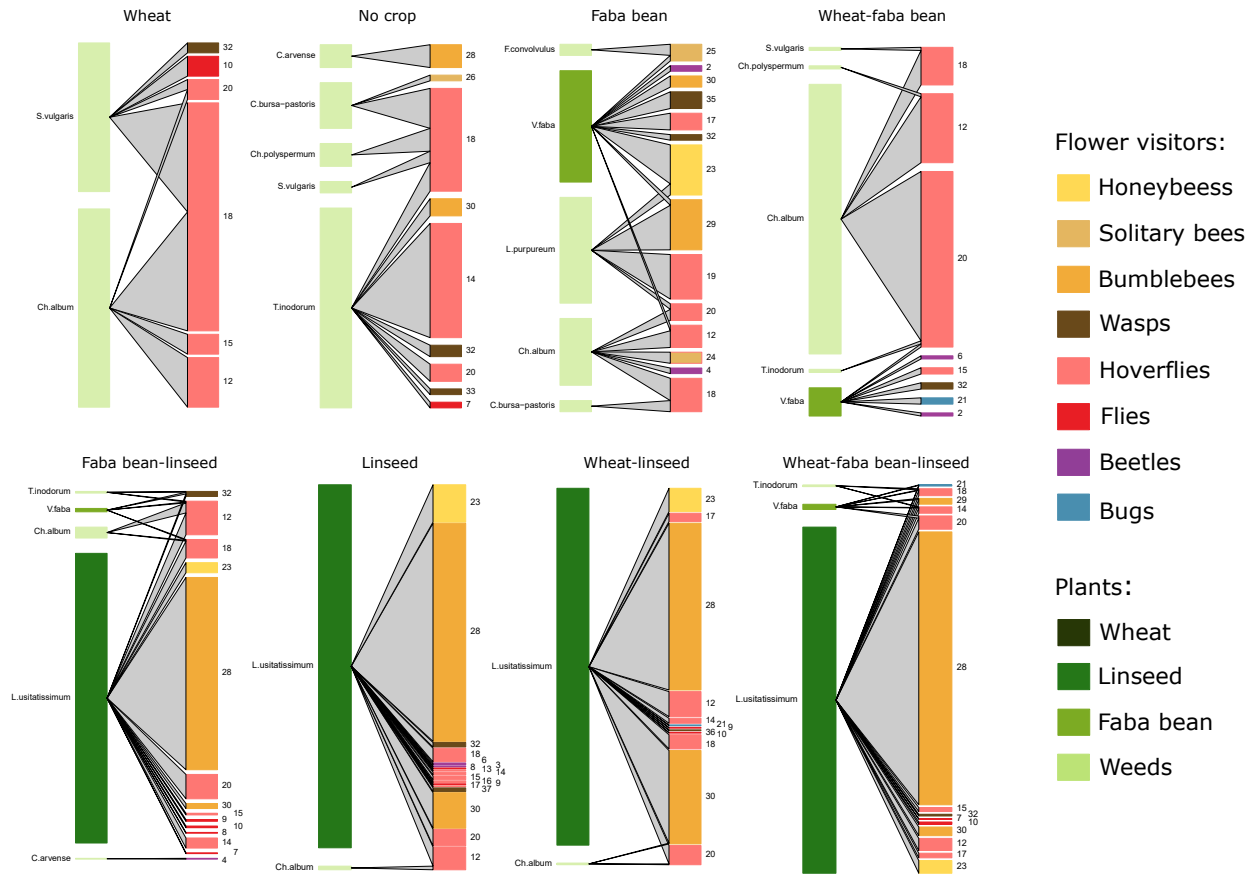 Wheat
S.vulgaris
Ch.album
32
10
20
18
15
12
No crop
C.arvense
C.bursa-pastoris
Ch.polyspermum
S.vulgaris
T.inodorum
28
26
18
30
14
32
20
33
7
Faba bean
F.convolvulus
V.faba
L.purpureum
Ch.album
C.bursa-pastoris
25
2
30
35
17
32
23
29
19
20
12
24
4
18
Wheat-faba bean
S.vulgaris
Ch.polyspermum
Ch.album
T.inodorum
V.faba
18
12
20
6
15
32
21
2
Faba bean-linseed
T.inodorum
V.faba
Ch.album
L.usitatissimum
C.arvense
32
12
18
23
28
20
30
15
9
10
8
14
7
4
Linseed
L.usitatissimum
Ch.album
23
28
32
18
6 3
8 13 14
15 16 9
17 37
30
20
12
Wheat-linseed
L.usitatissimum
Ch.album
23
17
28
12
14 21 9
36 10
18
30
20
Wheat-faba bean-linseed
T.inodorum
V.faba
L.usitatissimum
21
18
29
14
20
28
15
32
7 10
30
12
17
23
Flower visitors:
Honeybeess
Solitary bees
Bumblebees
Wasps
Hoverflies
Flies
Beetles
Bugs
Plants:
Wheat
Linseed
Faba bean
Weeds